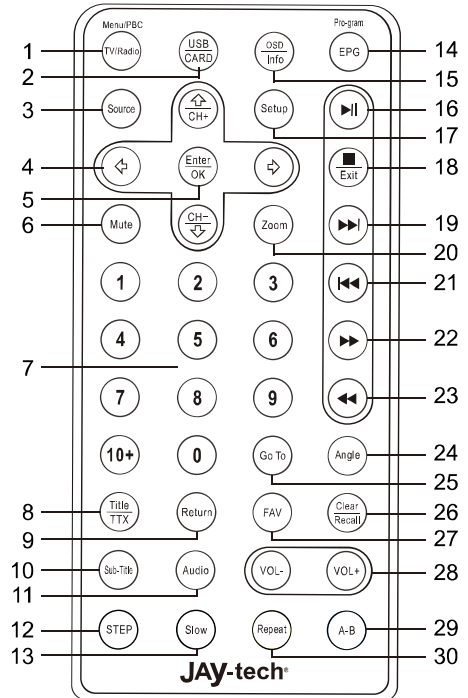 Menu/PBC Pro-gram
1 TV/Radio USB CARD OSD Info EPG 14
2 15
3 Source CH+ Setup 16
17
4 Enter OK Exit 18
5
6 Mute CH- Zoom 19
20
1 2 3 21
4 5 6 22
7
7 8 9 23
10+ 0 Go To Angle 24
25
8 Title TTX Return FAV Clear Recall 26
9 27
10 Sub-Title Audio VOL- VOL+ 28
11
12 STEP Slow Repeat A-B 29
13 30
JAY-tech®